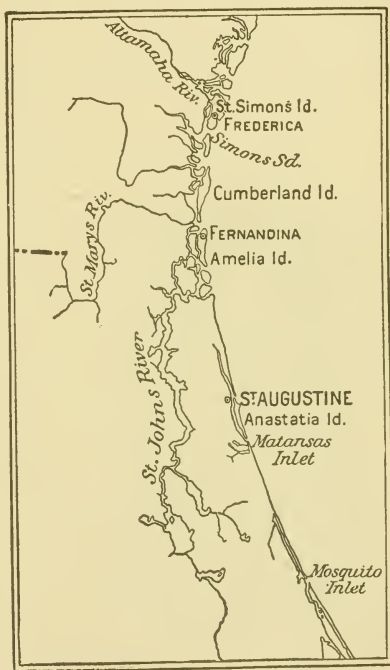 Altamaha Riv.
St. Simons Id.
FREDERICA
Simons Sd.
Cumberland Id.
St. Marys Riv.
FERNANDINA
Amelia Id.
St. Johns River
ST. AUGUSTINE
Anastatia Id.
Matansas
Inlet
Mosquito
Inlet